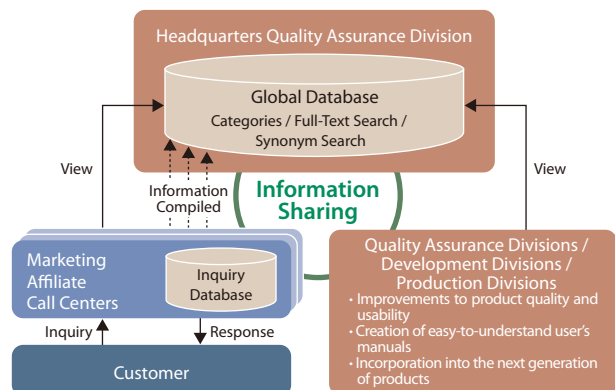 Headquarters Quality Assurance Division
Global Database
Categories / Full-Text Search /
Synonym Search
View
Information
Compiled
Information
Sharing
View
Marketing
Affiliate
Call Centers
Inquiry
Database
Quality Assurance Divisions /
Development Divisions /
Production Divisions
・Improvements to product quality and
usability
・Creation of easy-to-understand user's
manuals
・Incorporation into the next generation
of products
Inquiry
Response
Customer